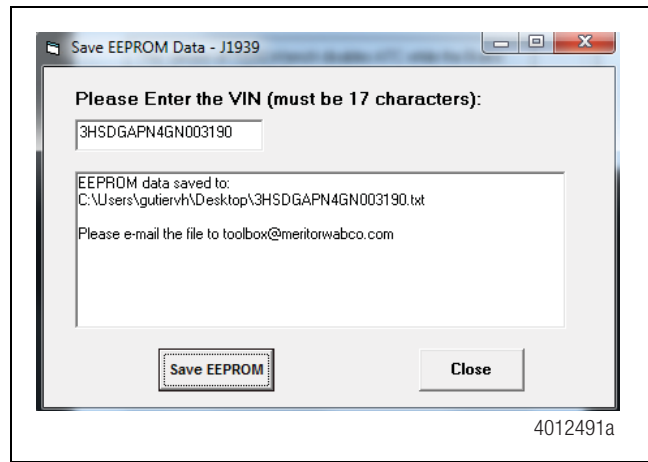 Save EEPROM Data - J1939
Please Enter the VIN (must be 17 characters):
3HSDGAPN4GN003190
EEPROM data saved to:
C:\Users\gutiervh\Desktop\3HSDGAPN4GN003190.txt
Please e-mail the file to toolbox@meritorwabco.com
Save EEPROM
Close
4012491a